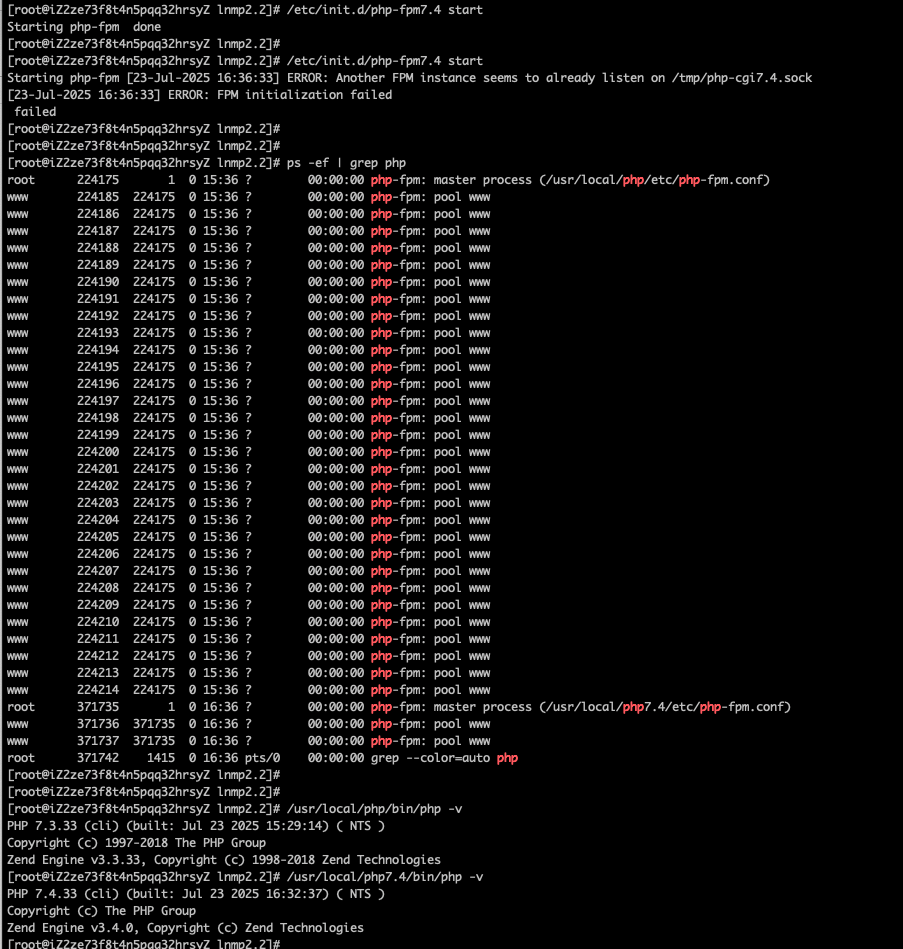 [root@iZ2ze73f8t4n5pqq32hrsyZ lnmp2.2]# /etc/init.d/php-fpm7.4 start
Starting php-fpm  done
[root@iZ2ze73f8t4n5pqq32hrsyZ lnmp2.2]#
[root@iZ2ze73f8t4n5pqq32hrsyZ lnmp2.2]# /etc/init.d/php-fpm7.4 start
Starting php-fpm [23-Jul-2025 16:36:33] ERROR: Another FPM instance seems to already listen on /tmp/php-cgi7.4.sock
[23-Jul-2025 16:36:33] ERROR: FPM initialization failed
 failed
[root@iZ2ze73f8t4n5pqq32hrsyZ lnmp2.2]#
[root@iZ2ze73f8t4n5pqq32hrsyZ lnmp2.2]#
[root@iZ2ze73f8t4n5pqq32hrsyZ lnmp2.2]# ps -ef | grep php
root      224175       1  0 15:36 ?        00:00:00 php-fpm: master process (/usr/local/php/etc/php-fpm.conf)
www       224185  224175  0 15:36 ?        00:00:00 php-fpm: pool www
www       224186  224175  0 15:36 ?        00:00:00 php-fpm: pool www
www       224187  224175  0 15:36 ?        00:00:00 php-fpm: pool www
www       224188  224175  0 15:36 ?        00:00:00 php-fpm: pool www
www       224189  224175  0 15:36 ?        00:00:00 php-fpm: pool www
www       224190  224175  0 15:36 ?        00:00:00 php-fpm: pool www
www       224191  224175  0 15:36 ?        00:00:00 php-fpm: pool www
www       224192  224175  0 15:36 ?        00:00:00 php-fpm: pool www
www       224193  224175  0 15:36 ?        00:00:00 php-fpm: pool www
www       224194  224175  0 15:36 ?        00:00:00 php-fpm: pool www
www       224195  224175  0 15:36 ?        00:00:00 php-fpm: pool www
www       224196  224175  0 15:36 ?        00:00:00 php-fpm: pool www
www       224197  224175  0 15:36 ?        00:00:00 php-fpm: pool www
www       224198  224175  0 15:36 ?        00:00:00 php-fpm: pool www
www       224199  224175  0 15:36 ?        00:00:00 php-fpm: pool www
www       224200  224175  0 15:36 ?        00:00:00 php-fpm: pool www
www       224201  224175  0 15:36 ?        00:00:00 php-fpm: pool www
www       224202  224175  0 15:36 ?        00:00:00 php-fpm: pool www
www       224203  224175  0 15:36 ?        00:00:00 php-fpm: pool www
www       224204  224175  0 15:36 ?        00:00:00 php-fpm: pool www
www       224205  224175  0 15:36 ?        00:00:00 php-fpm: pool www
www       224206  224175  0 15:36 ?        00:00:00 php-fpm: pool www
www       224207  224175  0 15:36 ?        00:00:00 php-fpm: pool www
www       224208  224175  0 15:36 ?        00:00:00 php-fpm: pool www
www       224209  224175  0 15:36 ?        00:00:00 php-fpm: pool www
www       224210  224175  0 15:36 ?        00:00:00 php-fpm: pool www
www       224211  224175  0 15:36 ?        00:00:00 php-fpm: pool www
www       224212  224175  0 15:36 ?        00:00:00 php-fpm: pool www
www       224213  224175  0 15:36 ?        00:00:00 php-fpm: pool www
www       224214  224175  0 15:36 ?        00:00:00 php-fpm: pool www
root      371735       1  0 16:36 ?        00:00:00 php-fpm: master process (/usr/local/php7.4/etc/php-fpm.conf)
www       371736  371735  0 16:36 ?        00:00:00 php-fpm: pool www
www       371737  371735  0 16:36 ?        00:00:00 php-fpm: pool www
root      371742    1415  0 16:36 pts/0    00:00:00 grep --color=auto php
[root@iZ2ze73f8t4n5pqq32hrsyZ lnmp2.2]#
[root@iZ2ze73f8t4n5pqq32hrsyZ lnmp2.2]#
[root@iZ2ze73f8t4n5pqq32hrsyZ lnmp2.2]# /usr/local/php/bin/php -v
PHP 7.3.33 (cli) (built: Jul 23 2025 15:29:14) ( NTS )
Copyright (c) 1997-2018 The PHP Group
Zend Engine v3.3.33, Copyright (c) 1998-2018 Zend Technologies
[root@iZ2ze73f8t4n5pqq32hrsyZ lnmp2.2]# /usr/local/php7.4/bin/php -v
PHP 7.4.33 (cli) (built: Jul 23 2025 16:32:37) ( NTS )
Copyright (c) The PHP Group
Zend Engine v3.4.0, Copyright (c) Zend Technologies
[root@iZ2ze73f8t4n5pqq32hrsyZ lnmp2.2]#